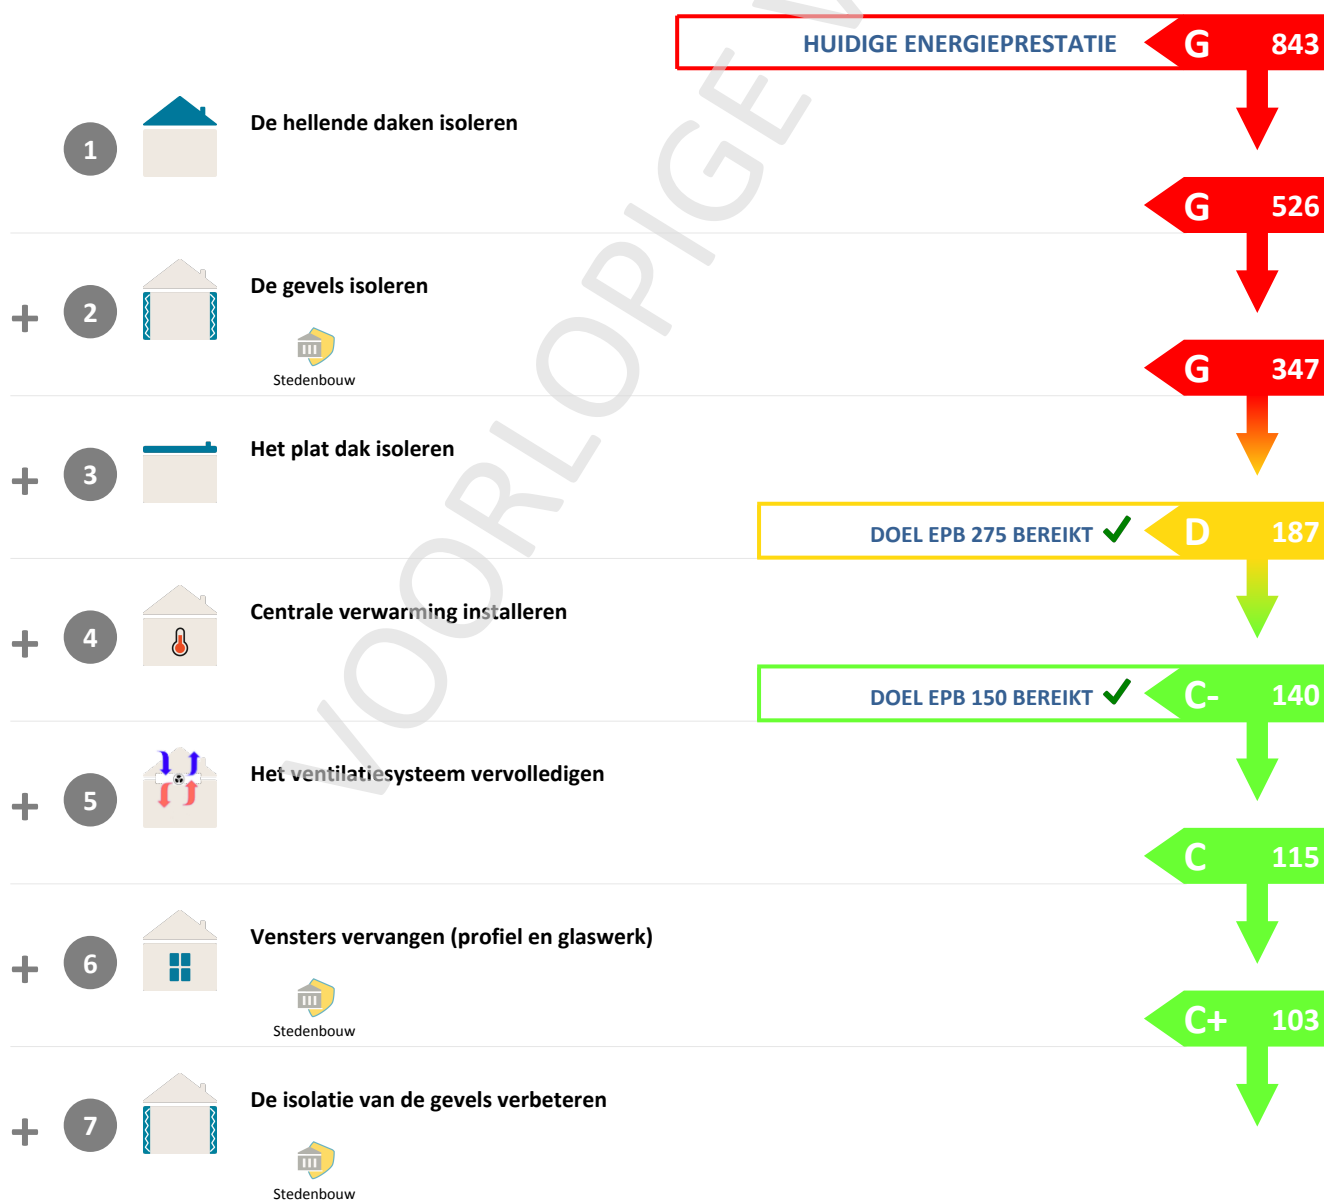 HUIDIGE ENERGIEPRESTATIE G 843
1 De hellende daken isoleren
G 526
+ 2 De gevels isoleren
Stedenbouw
G 347
+ 3 Het plat dak isoleren
DOEL EPB 275 BEREIKT ✓ D 187
+ 4 Centrale verwarming installeren
DOEL EPB 150 BEREIKT ✓ C- 140
+ 5 Het ventilatiesysteem vervolledigen
C 115
+ 6 Vensters vervangen (profiel en glaswerk)
Stedenbouw
C+ 103
+ 7 De isolatie van de gevels verbeteren
Stedenbouw
VOORLOPIGE